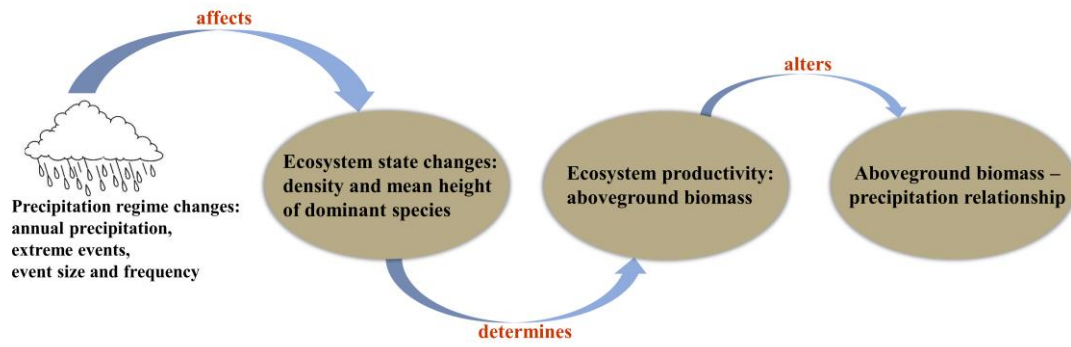 affects
alters
Ecosystem state changes:
density and mean height
of dominant species
Ecosystem productivity:
aboveground biomass
Aboveground biomass –
precipitation relationship
Precipitation regime changes:
annual precipitation,
extreme events,
event size and frequency
determines